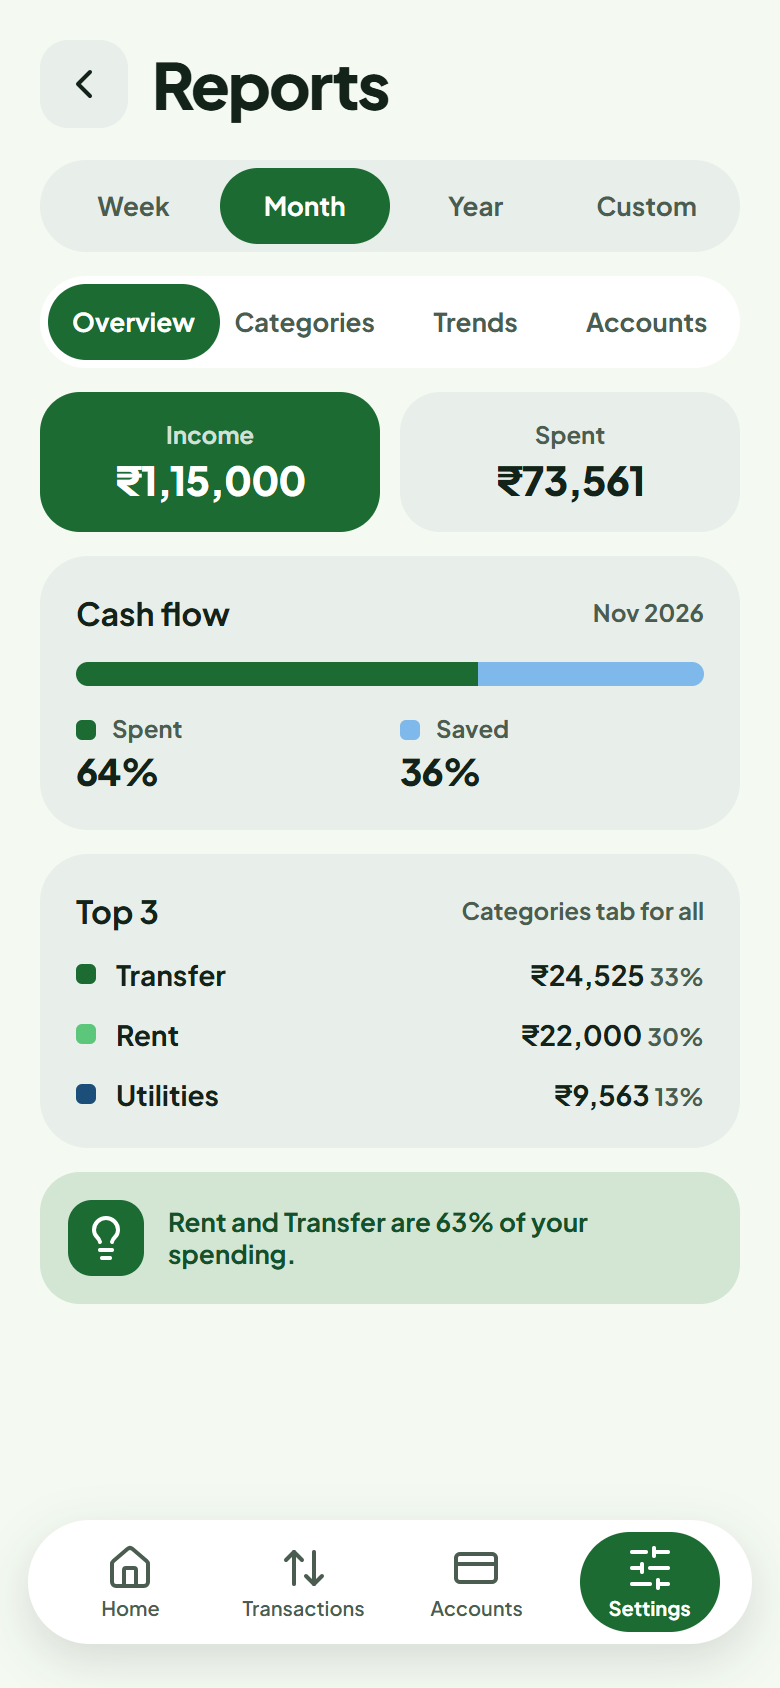 Reports
Week Month Year Custom
Overview Categories Trends Accounts
Income Spent
₹1,15,000 ₹73,561
Cash flow Nov 2026
Spent Saved
64% 36%
Top 3 Categories tab for all
Transfer ₹24,525 33%
Rent ₹22,000 30%
Utilities ₹9,563 13%
Rent and Transfer are 63% of your
spending.
Home Transactions Accounts Settings